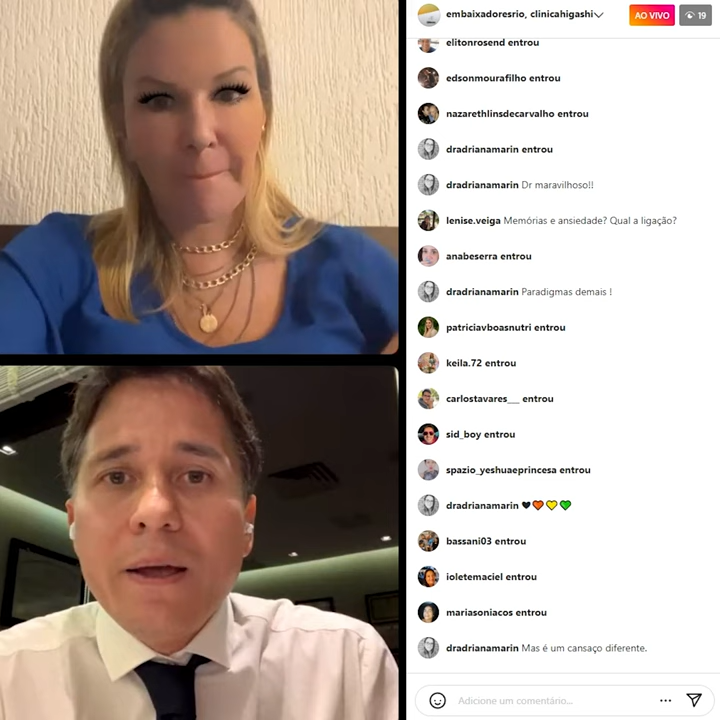 embaixadoresrio, clinicahigashi
AO VIVO
19
elitonrosend entrou
edsonmourafilho entrou
nazarethlinsdecarvalho entrou
dradrianamarin entrou
dradrianamarin Dr maravilhoso!!
lenise.veiga Memórias e ansiedade? Qual a ligação?
anabeserra entrou
dradrianamarin Paradigmas demais !
patriciavboasnutri entrou
keila.72 entrou
carlostavares___ entrou
sid_boy entrou
spazio_yeshuaeprincesa entrou
dradrianamarin 🖤🧡💛💚
bassani03 entrou
ioletemaciel entrou
mariasoniacos entrou
dradrianamarin Mas é um cansaço diferente.
Adicione um comentário...